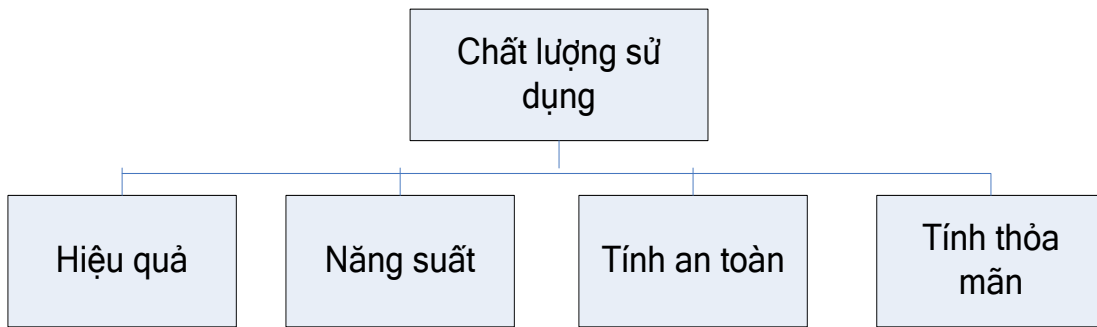 Chất lượng sử
dụng
Hiệu quả
Năng suất
Tính an toàn
Tính thỏa
mãn